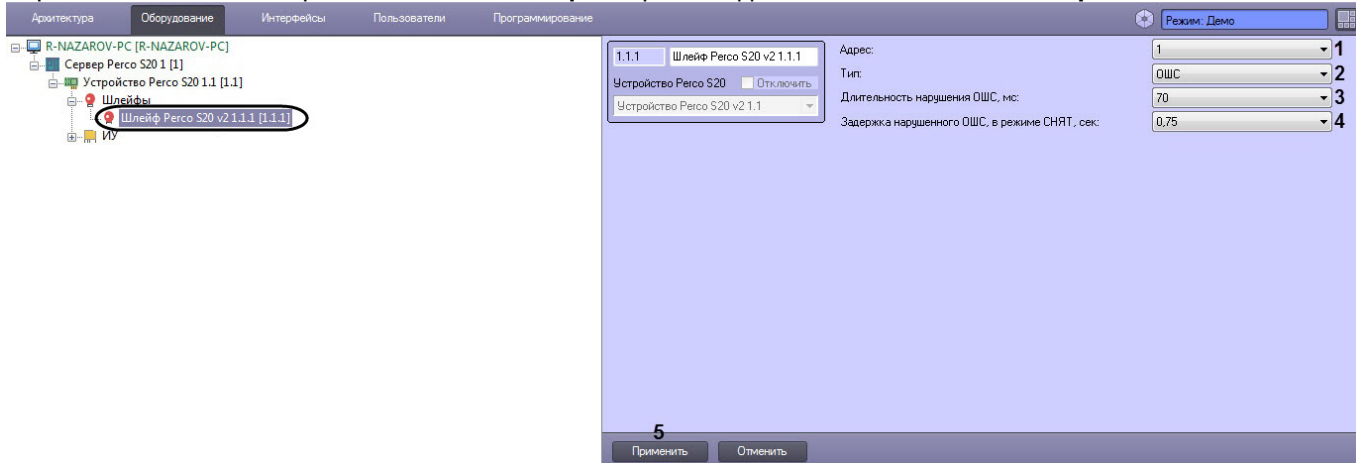 Архитектура Оборудование Интерфейсы Пользователи Программирование Режим: Демо
R-NAZAROV-PC [R-NAZAROV-PC]
Сервер Perco S20 1 [1]
Устройство Perco S20 1.1 [1.1]
Шлейфы
Шлейф Perco S20 v2 1.1.1 [1.1.1]
ИУ
1.1.1 Шлейф Perco S20 v2 1.1.1
Устройство Perco S20 Отключить
Устройство Perco S20 v2 1.1
Адрес: 1 1
Тип: ОШС 2
Длительность нарушения ОШС, мс: 70 3
Задержка нарушенного ОШС, в режиме СНЯТ, сек: 0,75 4
5
Применить Отменить